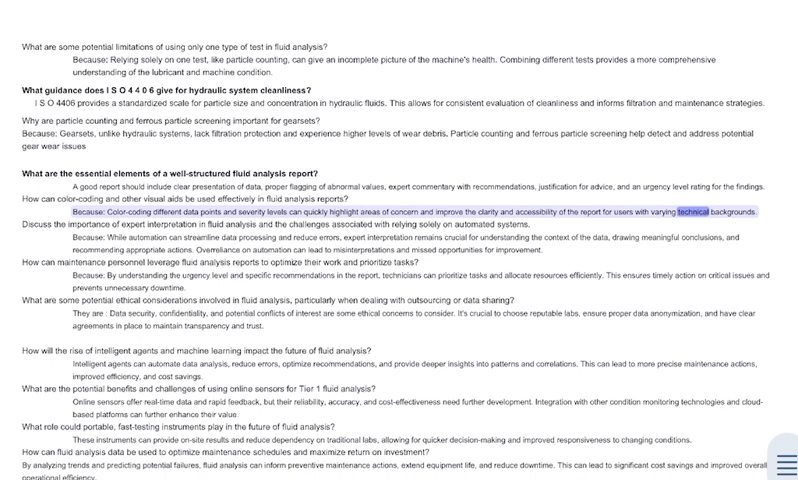 What are some potential limitations of using only one type of test in fluid analysis?
Because: Relying solely on one test, like particle counting, can give an incomplete picture of the machine's health. Combining different tests provides a more comprehensive
understanding of the lubricant and machine condition.
What guidance does I S O 4 4 0 6 give for hydraulic system cleanliness?
I S O 4406 provides a standardized scale for particle size and concentration in hydraulic fluids. This allows for consistent evaluation of cleanliness and informs filtration and maintenance strategies.
Why are particle counting and ferrous particle screening important for gearsets?
Because: Gearsets, unlike hydraulic systems, lack filtration protection and experience higher levels of wear debris. Particle counting and ferrous particle screening help detect and address potential
gear wear issues
What are the essential elements of a well-structured fluid analysis report?
A good report should include clear presentation of data, proper flagging of abnormal values, expert commentary with recommendations, justification for advice, and an urgency level rating for the findings.
How can color-coding and other visual aids be used effectively in fluid analysis reports?
Because: Color-coding different data points and severity levels can quickly highlight areas of concern and improve the clarity and accessibility of the report for users with varying technical backgrounds.
Discuss the importance of expert interpretation in fluid analysis and the challenges associated with relying solely on automated systems.
Because: While automation can streamline data processing and reduce errors, expert interpretation remains crucial for understanding the context of the data, drawing meaningful conclusions, and
recommending appropriate actions. Overreliance on automation can lead to misinterpretations and missed opportunities for improvement.
How can maintenance personnel leverage fluid analysis reports to optimize their work and prioritize tasks?
Because: By understanding the urgency level and specific recommendations in the report, technicians can prioritize tasks and allocate resources efficiently. This ensures timely action on critical issues and
prevents unnecessary downtime.
What are some potential ethical considerations involved in fluid analysis, particularly when dealing with outsourcing or data sharing?
They are : Data security, confidentiality, and potential conflicts of interest are some ethical concerns to consider. It's crucial to choose reputable labs, ensure proper data anonymization, and have clear
agreements in place to maintain transparency and trust.
How will the rise of intelligent agents and machine learning impact the future of fluid analysis?
Intelligent agents can automate data analysis, reduce errors, optimize recommendations, and provide deeper insights into patterns and correlations. This can lead to more precise maintenance actions,
improved efficiency, and cost savings.
What are the potential benefits and challenges of using online sensors for Tier 1 fluid analysis?
Online sensors offer real-time data and rapid feedback, but their reliability, accuracy, and cost-effectiveness need further development. Integration with other condition monitoring technologies and cloud-
based platforms can further enhance their value.
What role could portable, fast-testing instruments play in the future of fluid analysis?
These instruments can provide on-site results and reduce dependency on traditional labs, allowing for quicker decision-making and improved responsiveness to changing conditions.
How can fluid analysis data be used to optimize maintenance schedules and maximize return on investment?
By analyzing trends and predicting potential failures, fluid analysis can inform preventive maintenance actions, extend equipment life, and reduce downtime. This can lead to significant cost savings and improved overall
operational efficiency.